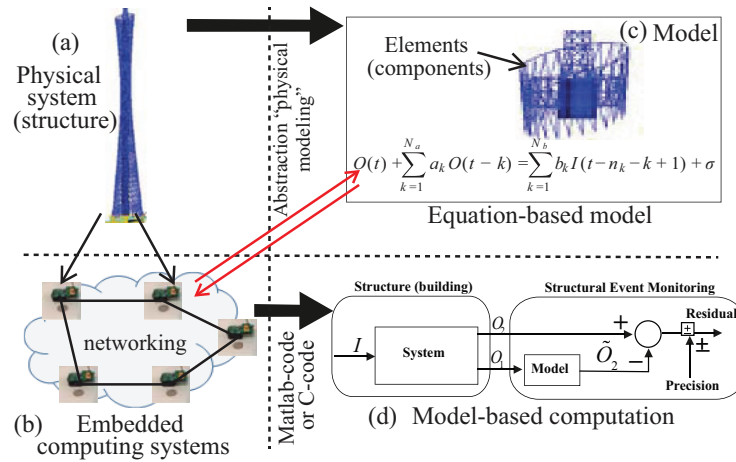 (a)
Physical
system
(structure)
Abstraction "physical
modeling"
(c) Model
Elements
(components)
O(t) + \sum_{k=1}^{N_a} a_k O(t − k) = \sum_{k=1}^{N_b} b_k I (t − n_k − k + 1) + σ
Equation-based model
networking
(b) Embedded
computing systems
Matlab-code
or C-code
Structure (building)
Structural Event Monitoring
I
System
O_2
O_1
Model
Õ_2
+
−
±
Residual
±
Precision
(d) Model-based computation